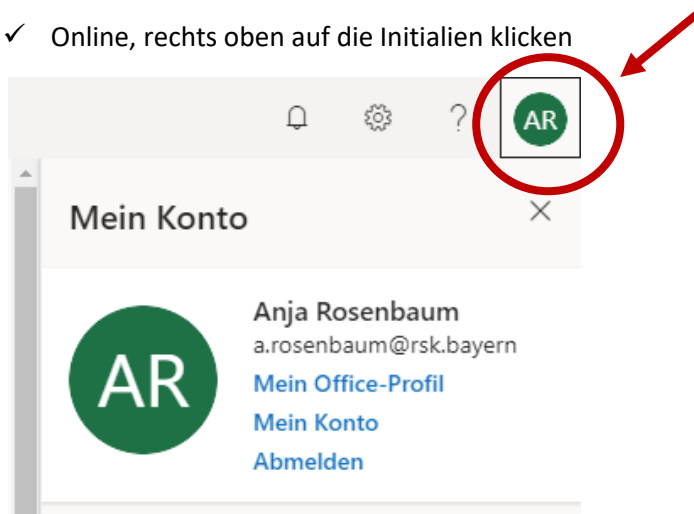 ✓ Online, rechts oben auf die Initialien klicken
? AR
Mein Konto
AR
Anja Rosenbaum
a.rosenbaum@rsk.bayern
Mein Office-Profil
Mein Konto
Abmelden